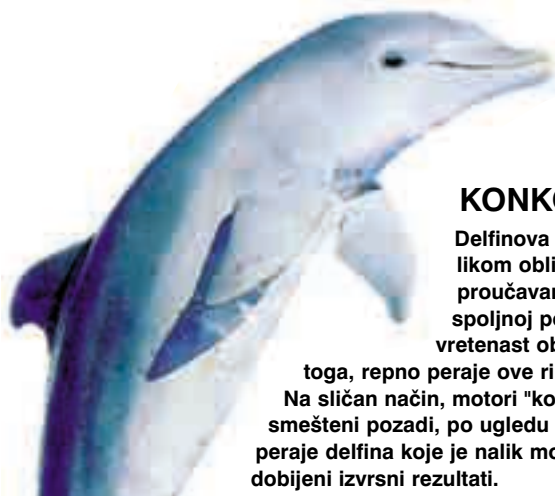 KONKO
Delfinova
likom obli
proučavan
spoljnoj po
vretenast ob
toga, repno peraje ove ri
Na sličan način, motori "ko
smešteni pozadi, po ugledu
peraje delfina koje je nalik mo
dobijeni izvrsni rezultati.